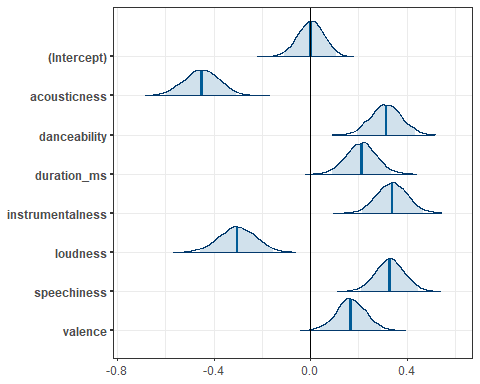 (Intercept)
acousticness
danceability
duration_ms
instrumentalness
loudness
speechiness
valence
-0.8
-0.4
0.0
0.4